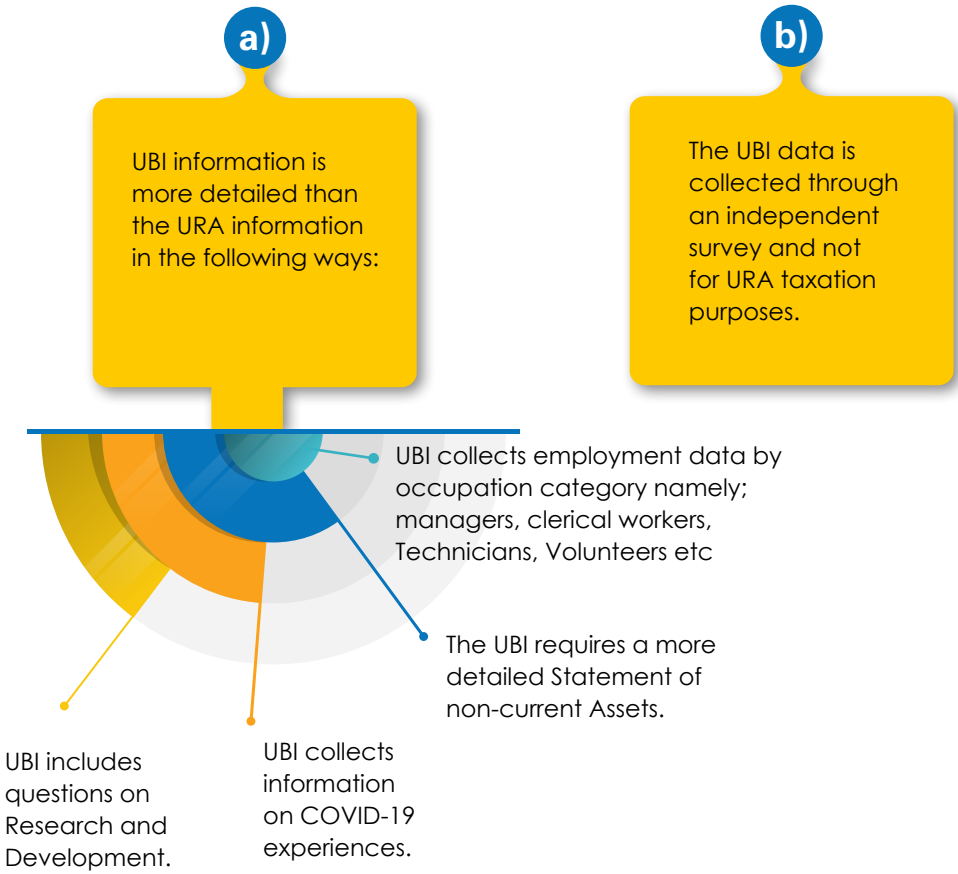 a)
UBI information is
more detailed than
the URA information
in the following ways:
b)
The UBI data is
collected through
an independent
survey and not
for URA taxation
purposes.
UBI collects employment data by
occupation category namely;
managers, clerical workers,
Technicians, Volunteers etc
The UBI requires a more
detailed Statement of
non-current Assets.
UBI collects
information
on COVID-19
experiences.
UBI includes
questions on
Research and
Development.